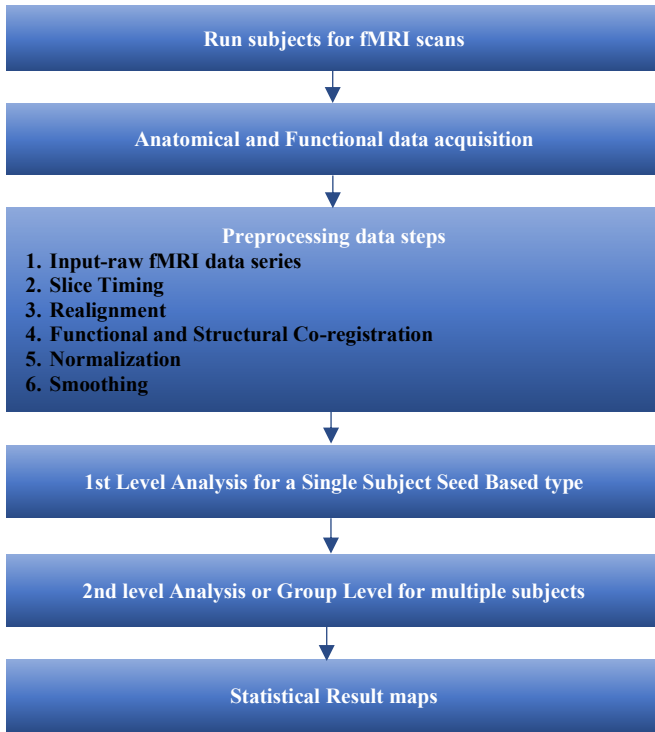 Run subjects for fMRI scans
Anatomical and Functional data acquisition
Preprocessing data steps
1. Input-raw fMRI data series
2. Slice Timing
3. Realignment
4. Functional and Structural Co-registration
5. Normalization
6. Smoothing
1st Level Analysis for a Single Subject Seed Based type
2nd level Analysis or Group Level for multiple subjects
Statistical Result maps